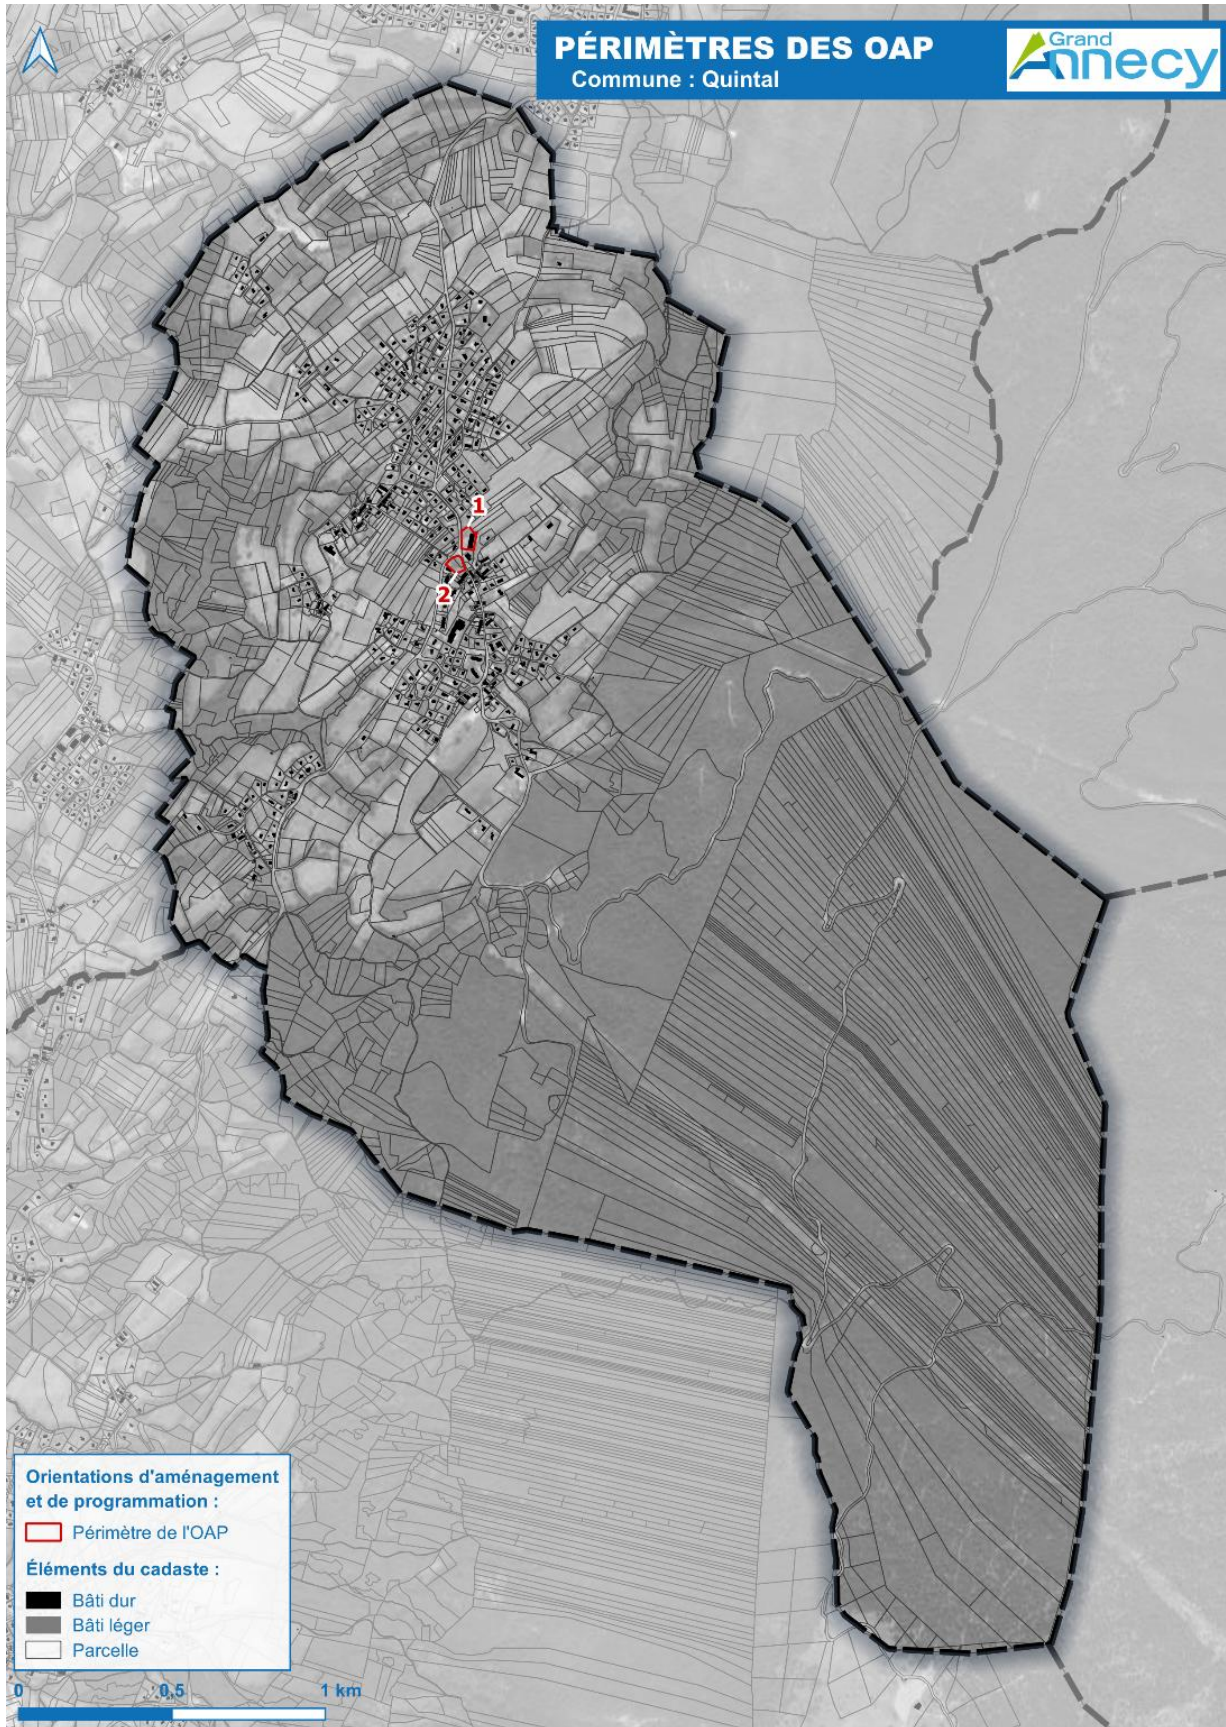 PÉRIMÈTRES DES OAP
Commune : Quintal
Grand
Annecy
1
2
Orientations d'aménagement
et de programmation :
Périmètre de l'OAP
Éléments du cadaste :
Bâti dur
Bâti léger
Parcelle
0 0,5 1 km